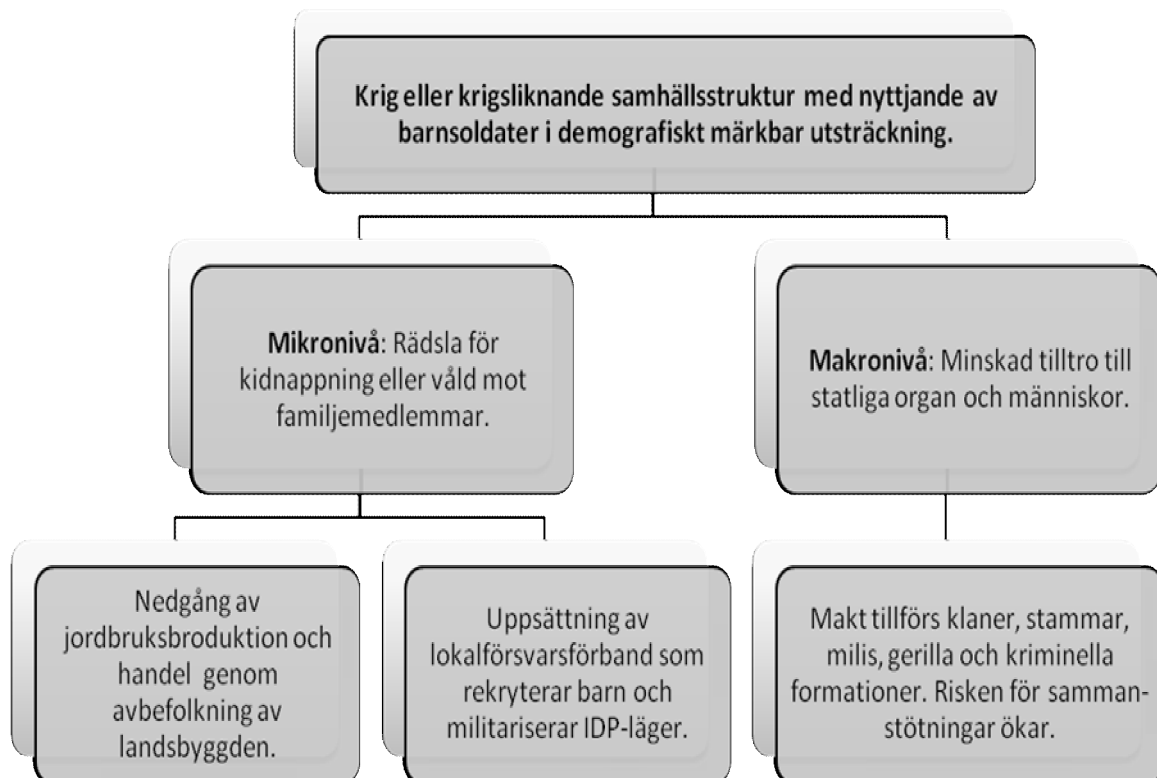 Krig eller krigsliknande samhällsstruktur med nyttjande av
barnsoldater i demografiskt märkbar utsträckning.
Mikronivå: Rädsla för
kidnappning eller våld mot
familjemedlemmar.
Makronivå: Minskad tilltro till
statliga organ och människor.
Nedgång av
jordbruksbroduktion och
handel genom
avbefolkning av
landsbyggden.
Uppsättning av
lokalförsvarsförband som
rekryterar barn och
militariserar IDP-läger.
Makt tillförs klaner, stammar,
milis, gerilla och kriminella
formationer. Risken för samman-
stötningar ökar.